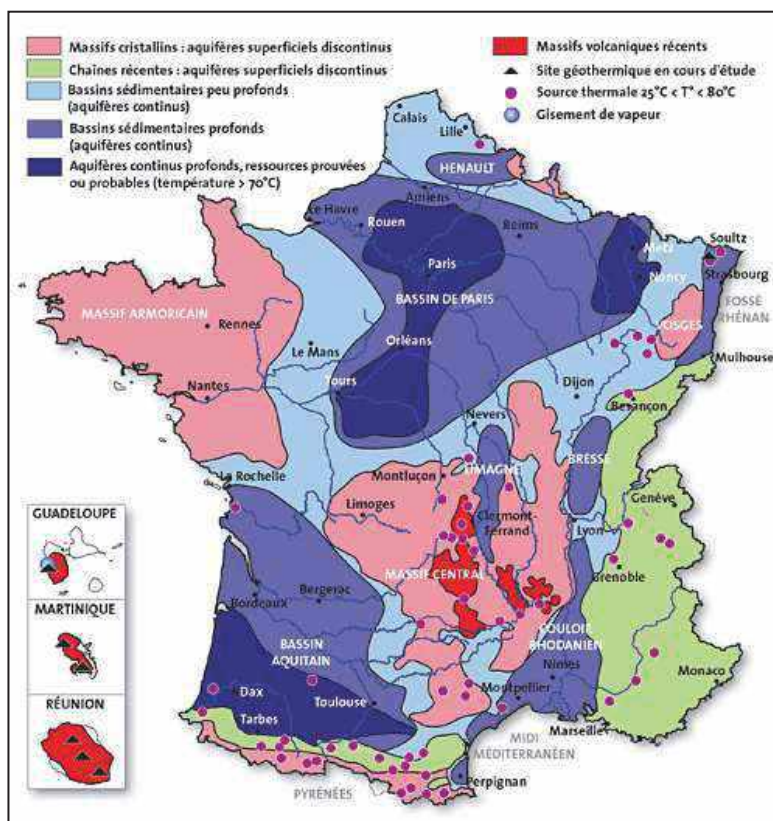 Massifs cristallins : aquifères superficiels discontinus
Chaînes récentes : aquifères superficiels discontinus
Bassins sédimentaires peu profonds
(aquifères continus)
Bassins sédimentaires profonds
(aquifères continus)
Aquifères continus profonds, ressources prouvées
ou probables (température > 70°C)
Massifs volcaniques récents
Site géothermique en cours d'étude
Source thermale 25°C < T° < 80°C
Gisement de vapeur
Calais
Lille
HENAULT
Amiens
Le Havre
Rouen
Reims
Metz
Soultz
Paris
Nancy
Strasbourg
BASSIN DE PARIS
FOSSÉ
RHÉNAN
MASSIF ARMORICAIN
Rennes
Orléans
VOSGES
Le Mans
Mulhouse
Nantes
Tours
Dijon
Besançon
Nevers
La Rochelle
Montluçon
LIMAGNE
BRESSE
Limoges
Genève
Clermont-
Ferrand
Lyon
GUADELOUPE
MASSIF CENTRAL
Grenoble
Bergerac
Bordeaux
MARTINIQUE
COULOIR
RHODANIEN
BASSIN
AQUITAIN
Nîmes
Monaco
RÉUNION
Dax
Toulouse
Montpellier
Tarbes
Marseille
MIDI
MÉDITERRANÉEN
PYRÉNÉES
Perpignan